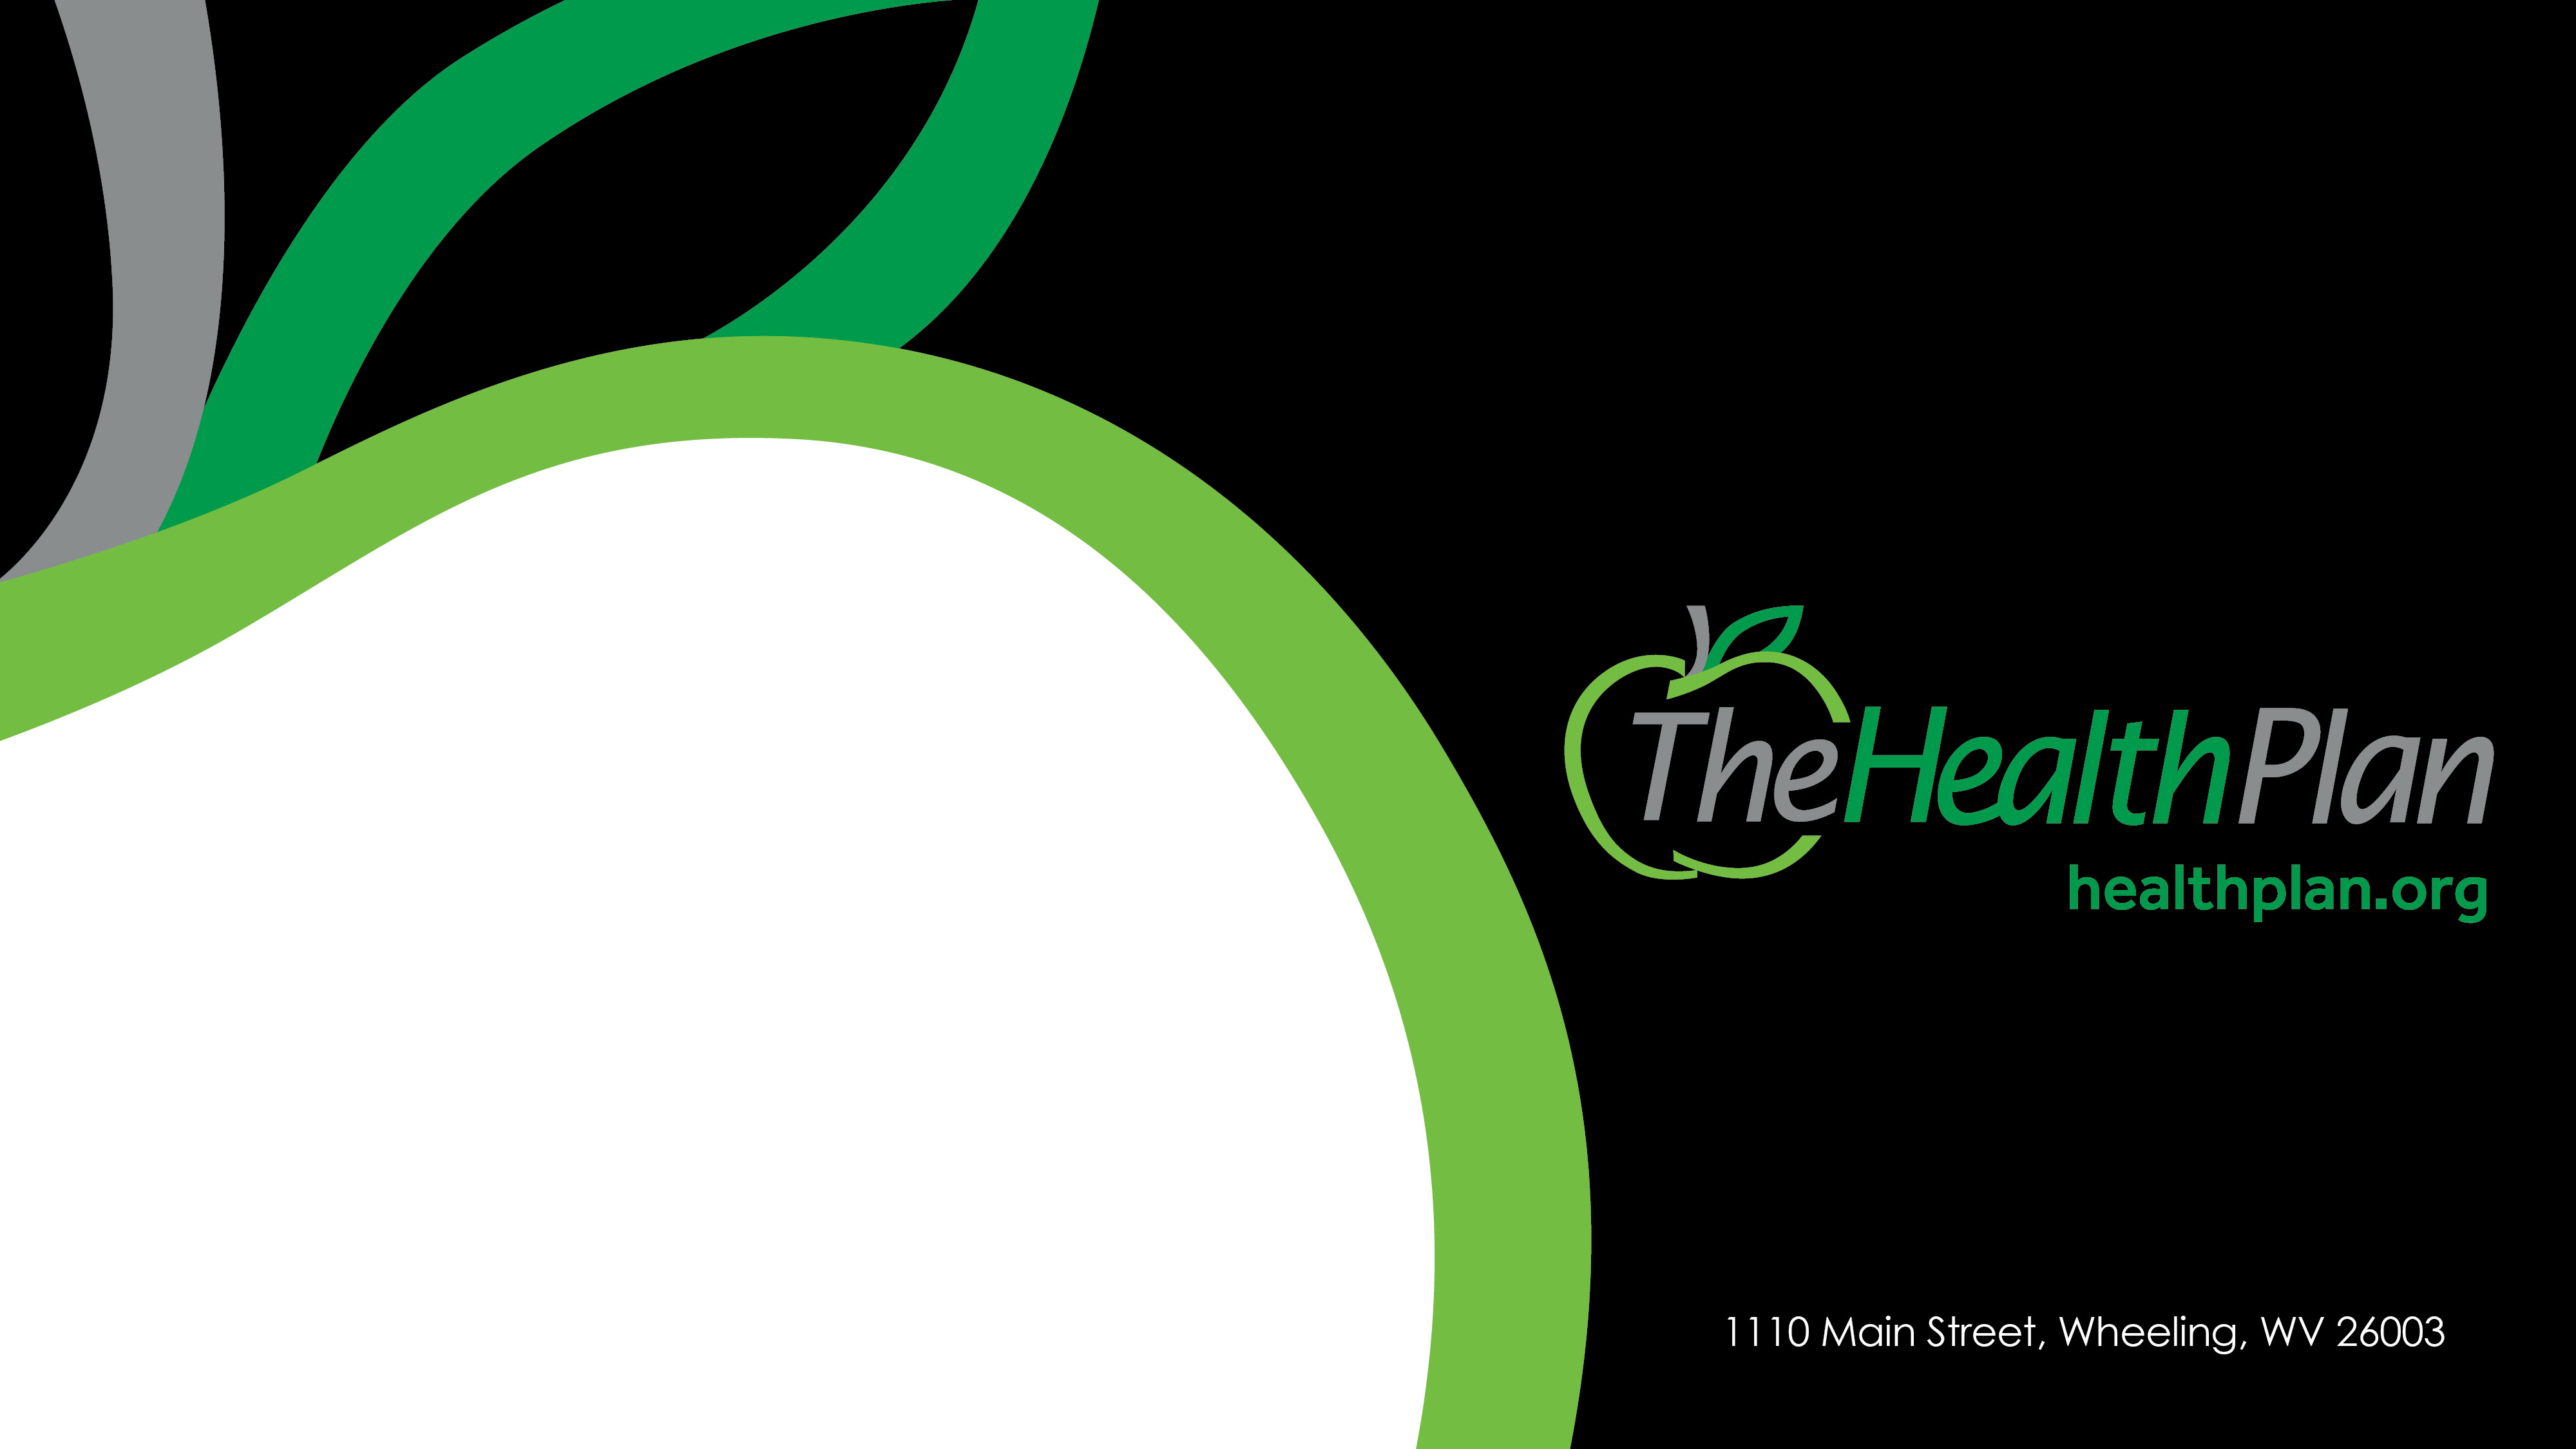 TheHealthPlan
healthplan.org
1110 Main Street, Wheeling, WV 26003